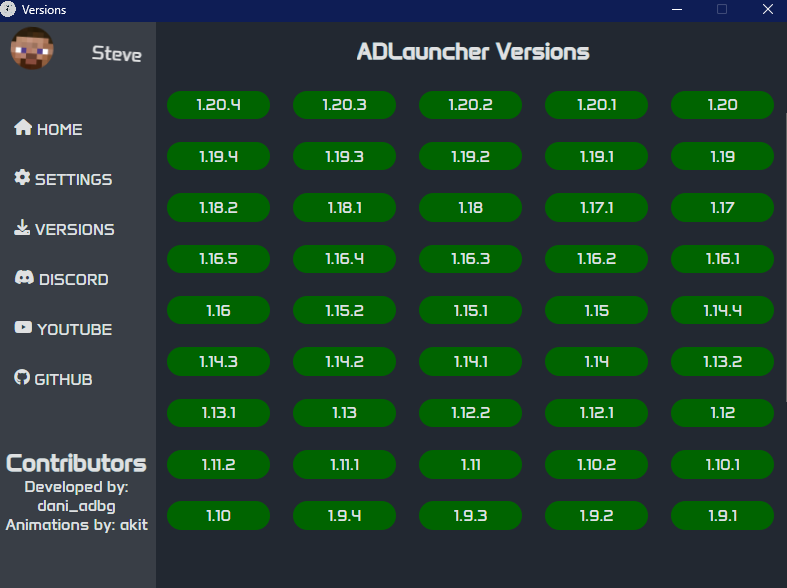 Versions
Steve
HOME
SETTINGS
VERSIONS
DISCORD
YOUTUBE
GITHUB
Contributors
Developed by:
dani_adbg
Animations by: akit
ADLauncher Versions
1.20.4 1.20.3 1.20.2 1.20.1 1.20
1.19.4 1.19.3 1.19.2 1.19.1 1.19
1.18.2 1.18.1 1.18 1.17.1 1.17
1.16.5 1.16.4 1.16.3 1.16.2 1.16.1
1.16 1.15.2 1.15.1 1.15 1.14.4
1.14.3 1.14.2 1.14.1 1.14 1.13.2
1.13.1 1.13 1.12.2 1.12.1 1.12
1.11.2 1.11.1 1.11 1.10.2 1.10.1
1.10 1.9.4 1.9.3 1.9.2 1.9.1